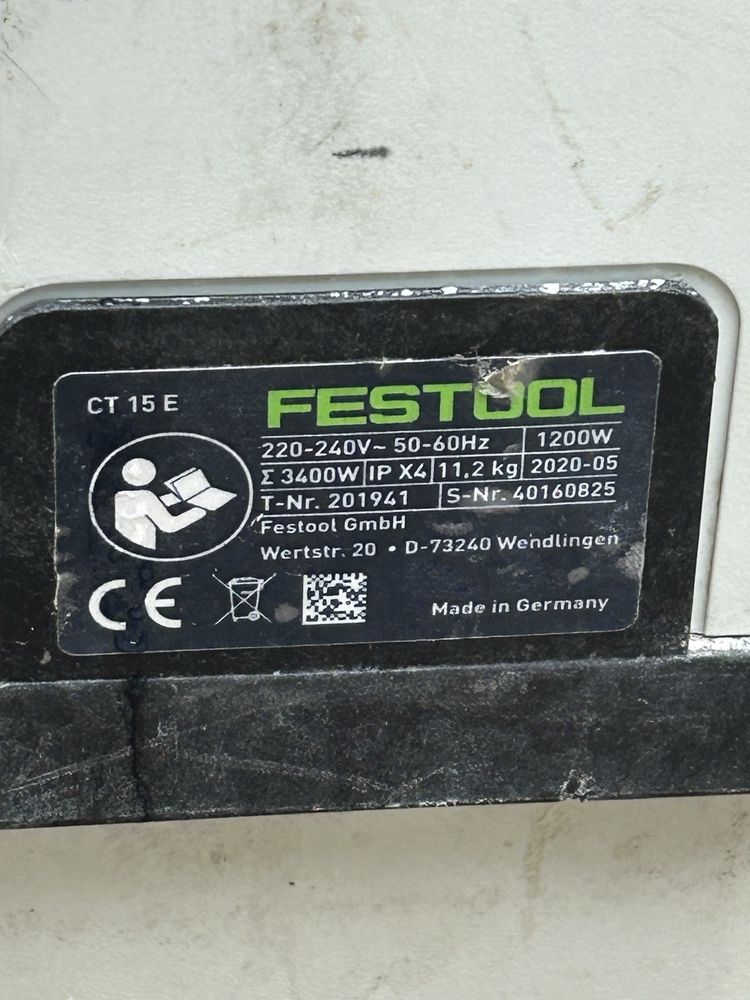 CT 15 E
FESTOOL
220-240V~ 50-60Hz 1200W
Σ 3400W IP X4 11,2 kg 2020-05
T-Nr. 201941 S-Nr. 40160825
Festool GmbH
Wertstr. 20 • D-73240 Wendlingen
CE
Made in Germany